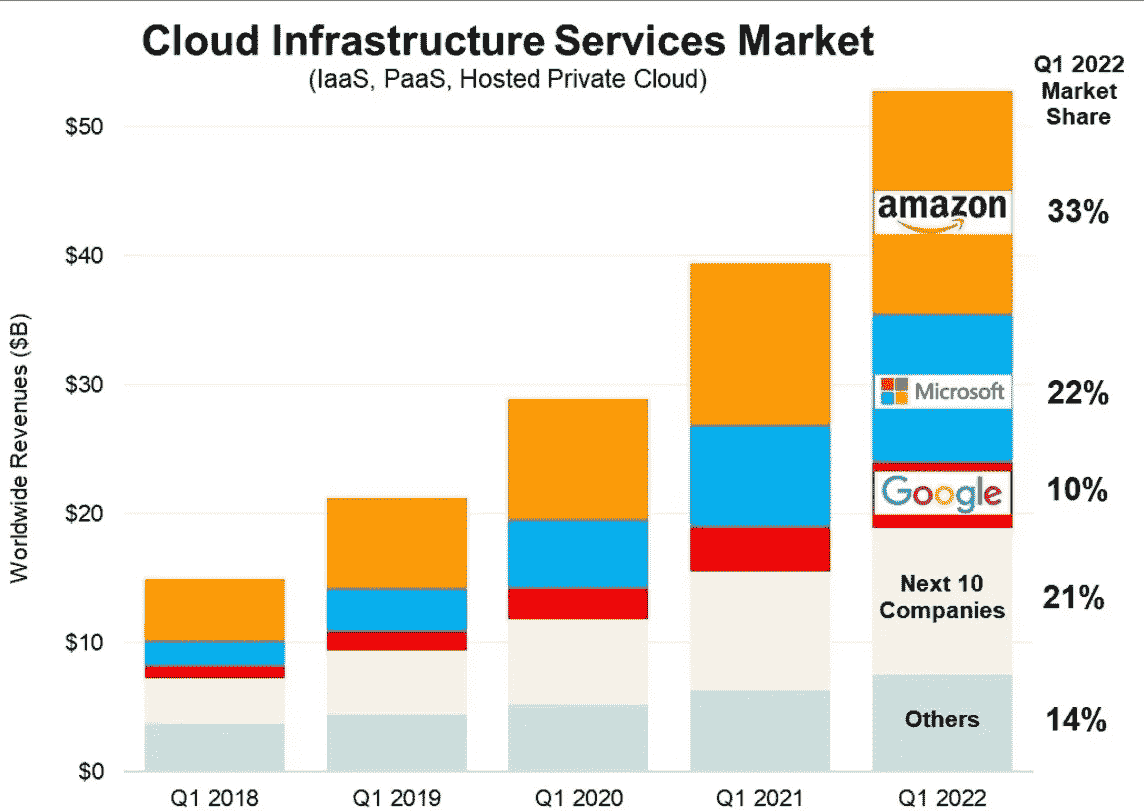 Cloud Infrastructure Services Market
(IaaS, PaaS, Hosted Private Cloud)
Q1 2022
Market
Share
Worldwide Revenues ($B)
$50
$40
$30
$20
$10
$0
amazon
33%
Microsoft
22%
Google
10%
Next 10
Companies
21%
Others
14%
Q1 2018
Q1 2019
Q1 2020
Q1 2021
Q1 2022